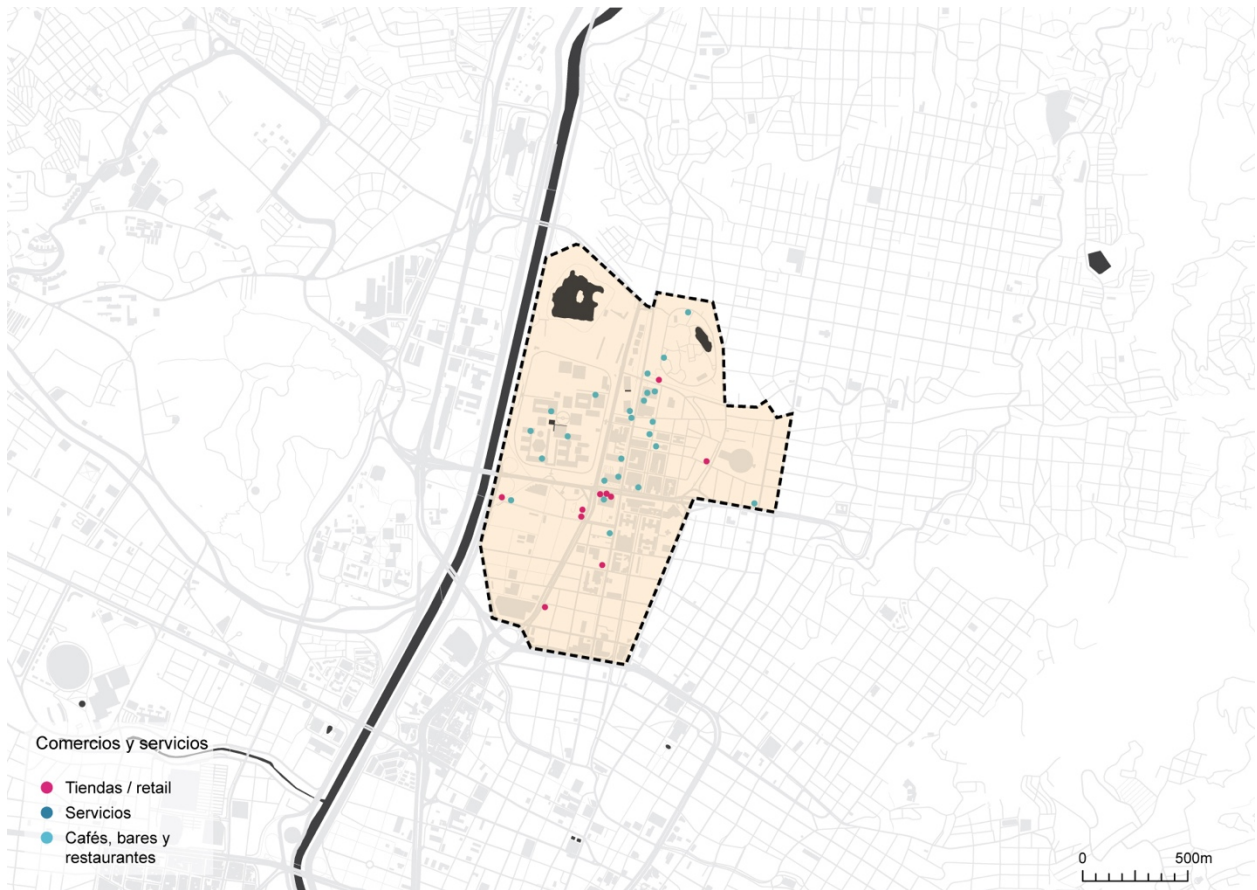 Comercios y servicios
Tiendas / retail
Servicios
Cafés, bares y
restaurantes
0 500m